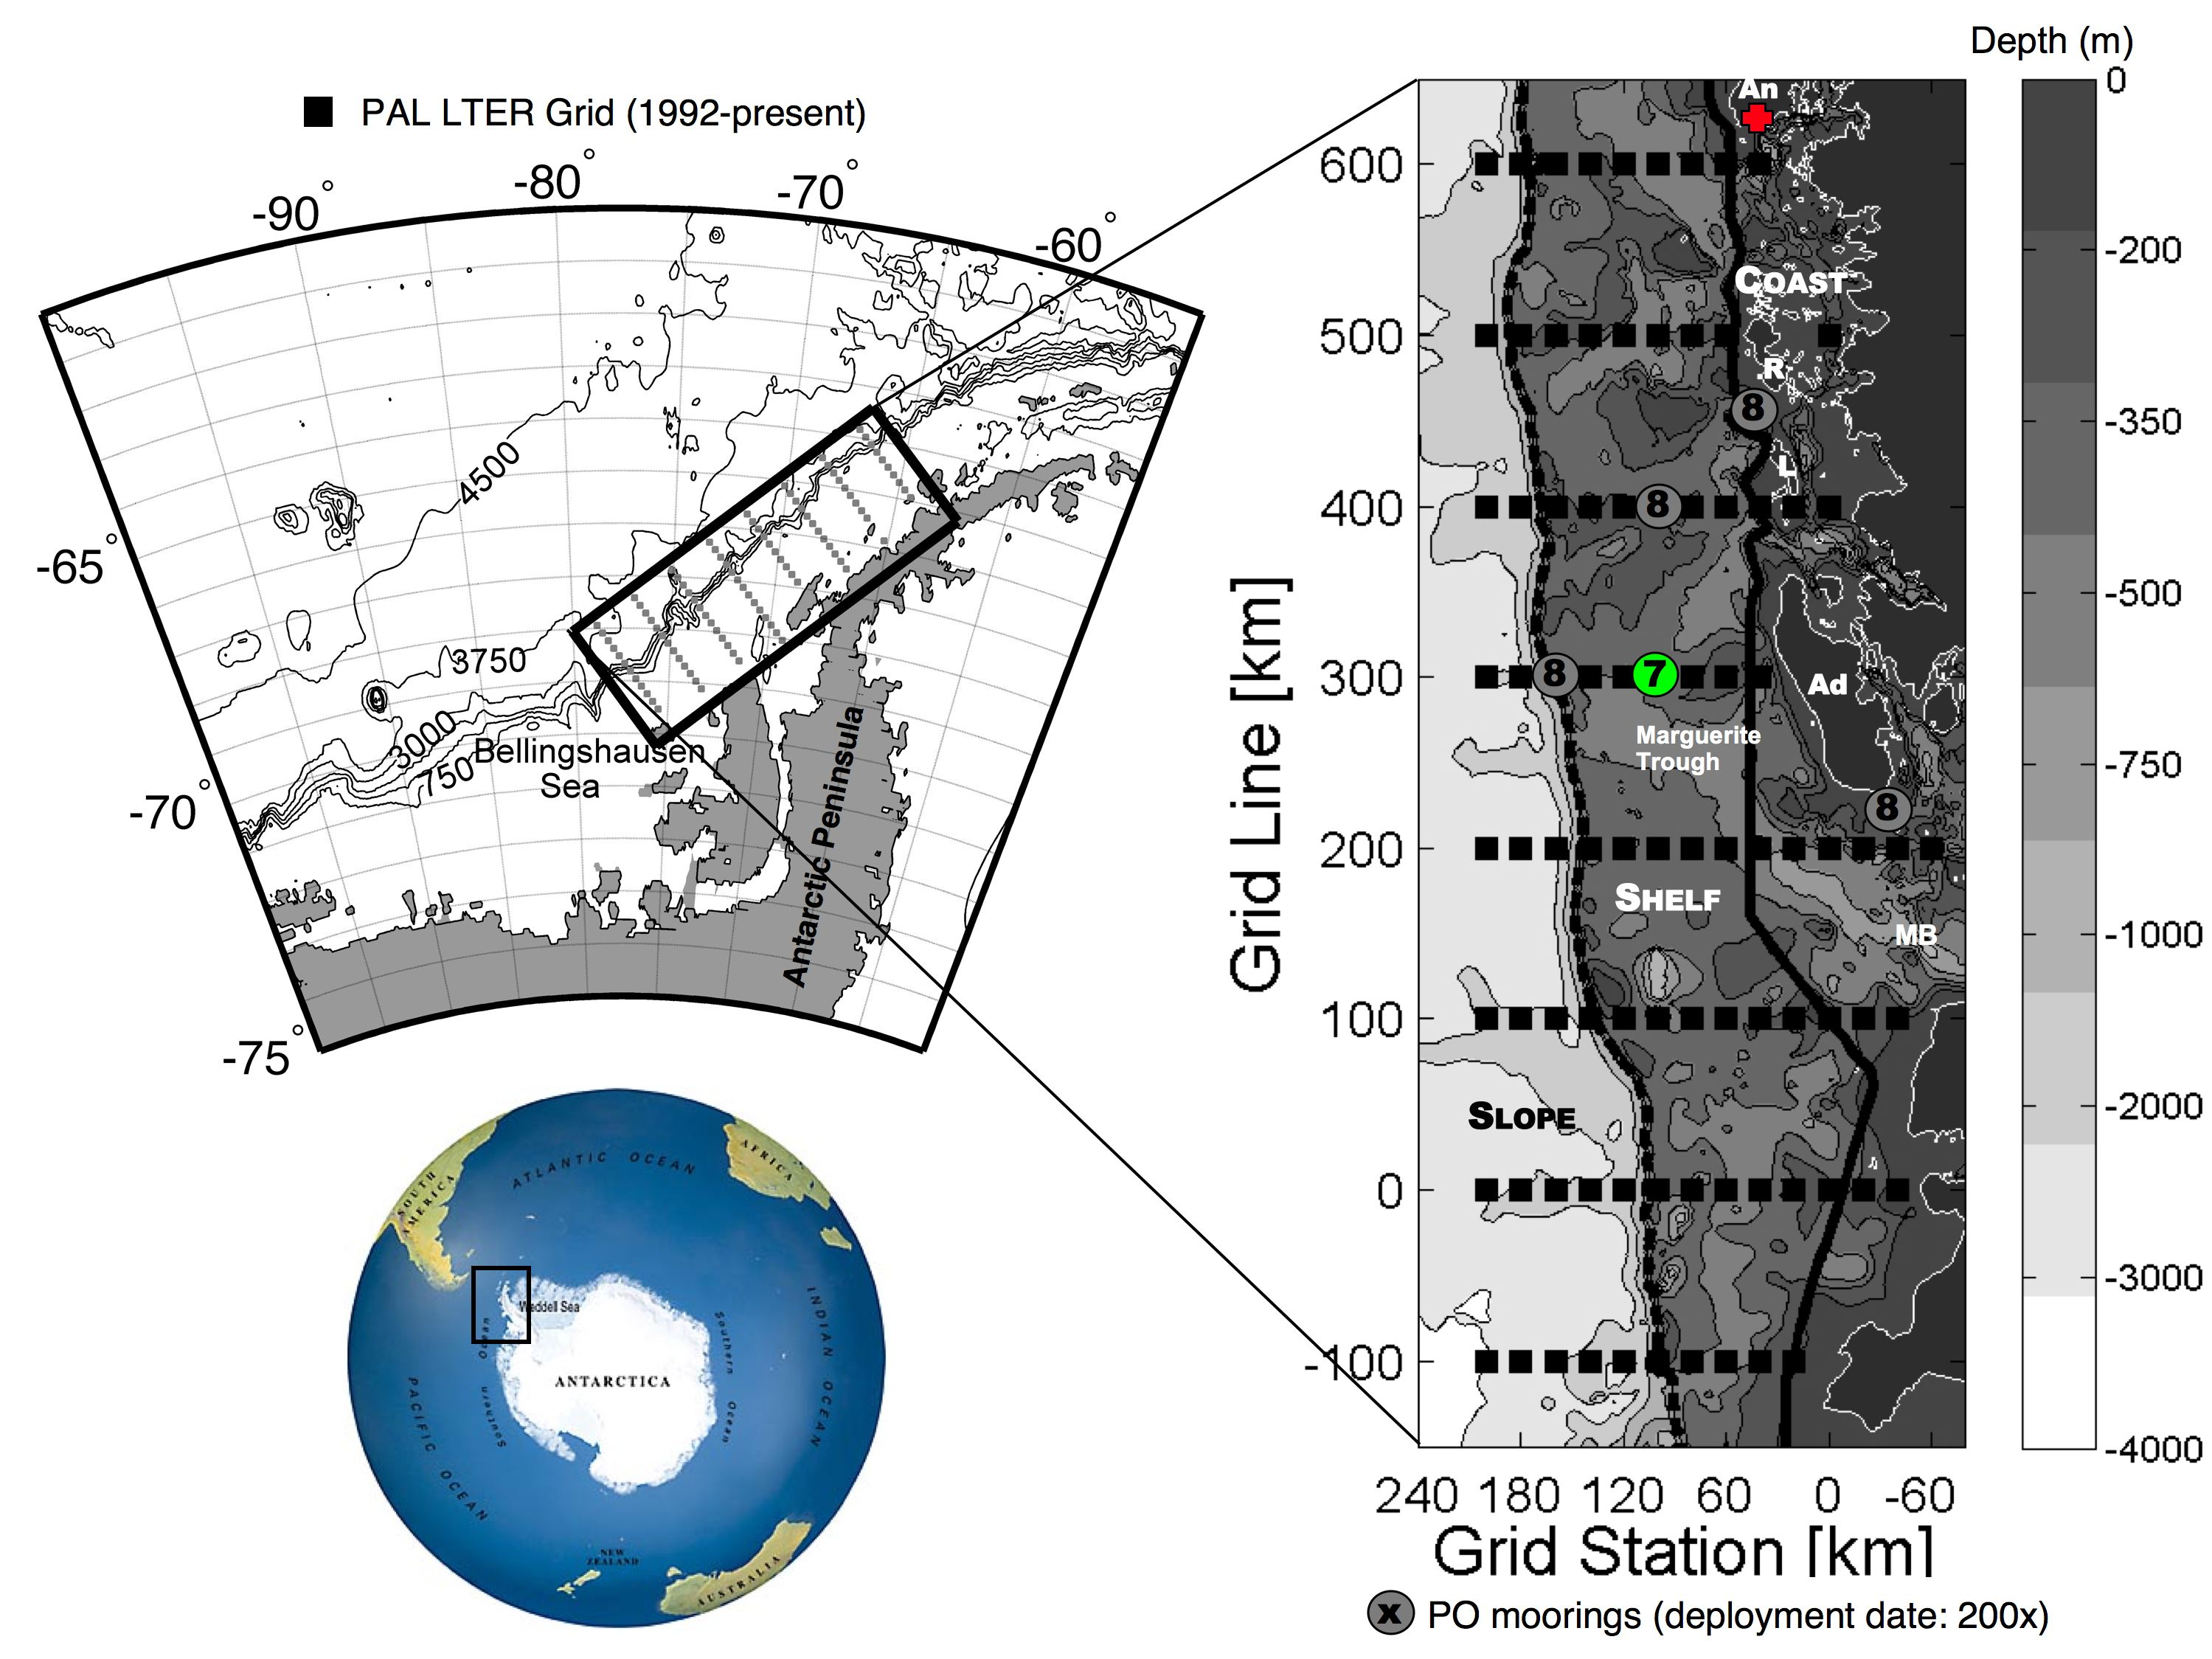 Depth (m)
PAL LTER Grid (1992-present)
-90°
-80°
-70°
-60°
-65°
-70°
-75°
4500
3750
3000
750
Bellingshausen
Sea
Antarctic Peninsula
ATLANTIC OCEAN
AFRICA
SOUTH
AMERICA
Weddell Sea
Southern Ocean
INDIAN OCEAN
ANTARCTICA
Southern Ocean
PACIFIC OCEAN
NEW
ZEALAND
AUSTRALIA
Grid Line [km]
600
500
400
300
200
100
0
-100
An
COAST
R
8
L
8
8
7
Ad
Marguerite
Trough
8
SHELF
MB
SLOPE
240 180 120 60 0 -60
Grid Station [km]
x PO moorings (deployment date: 200x)
0
-200
-350
-500
-750
-1000
-2000
-3000
-4000